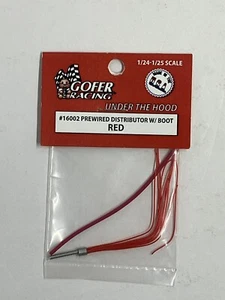 GOFER
RACING
1/24-1/25 SCALE
UNDER THE HOOD
#16002 PREWIRED DISTRIBUTOR W/ BOOT
RED